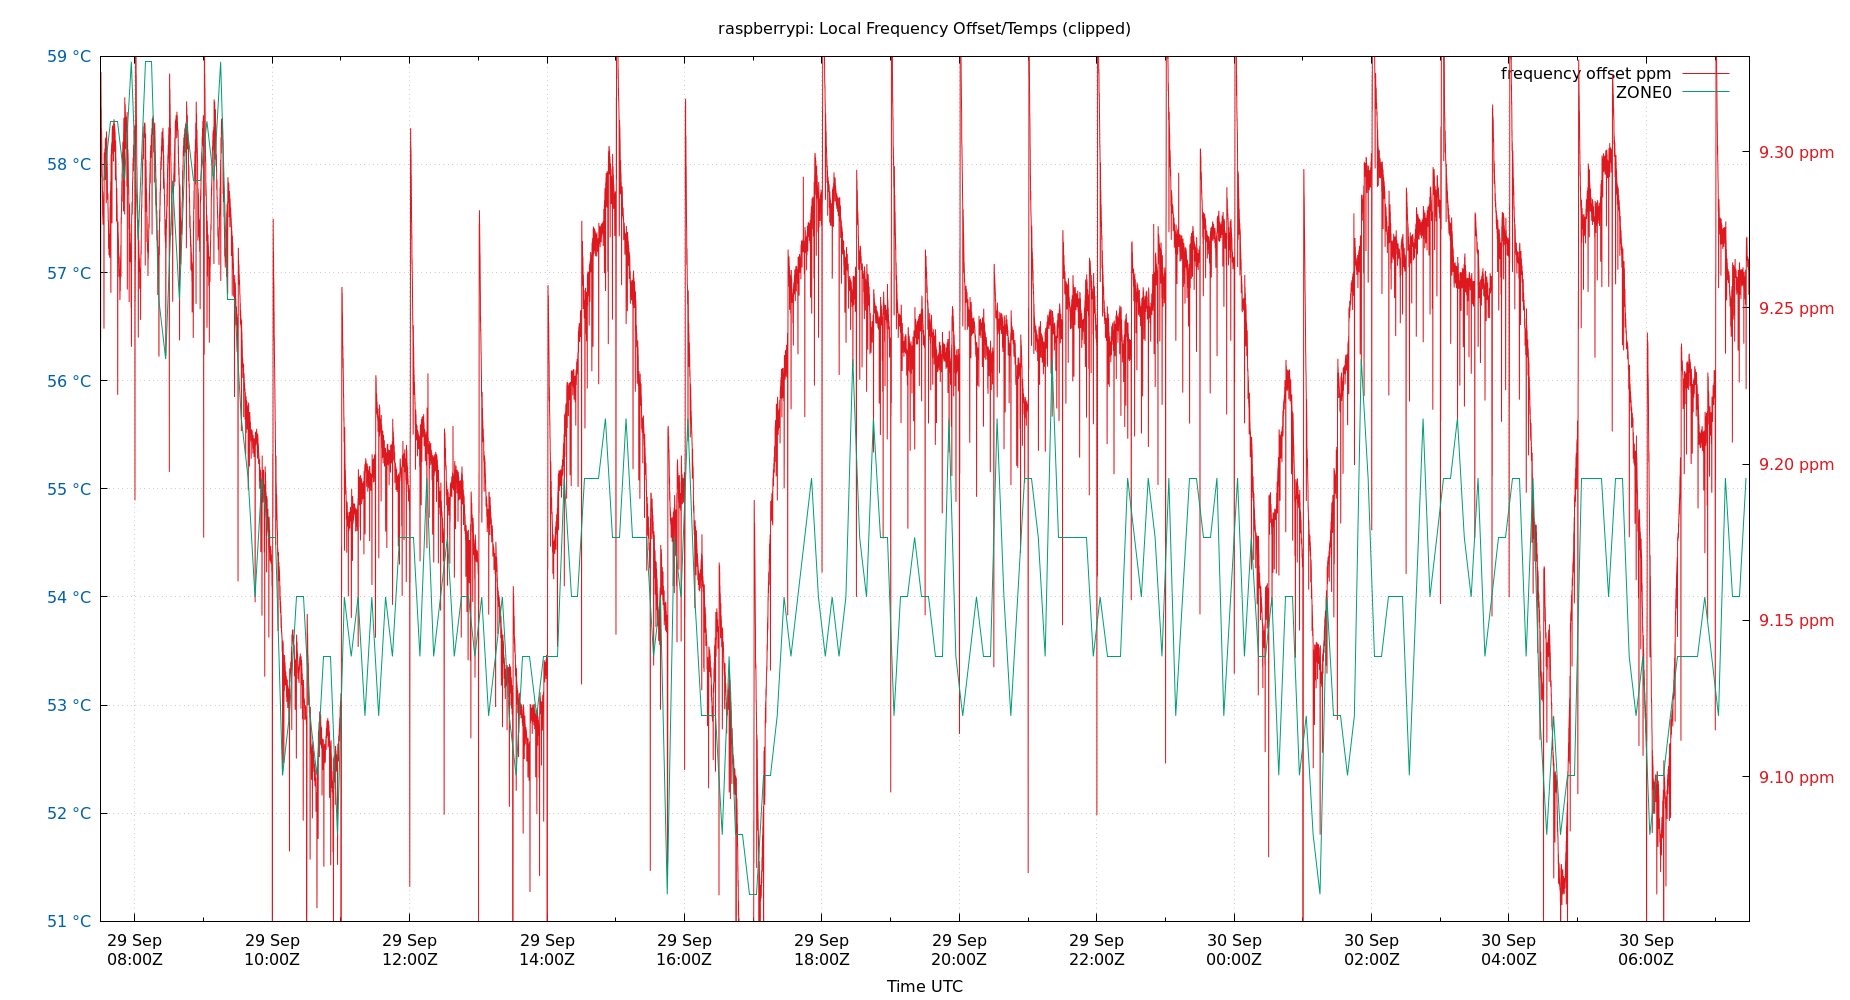 raspberrypi: Local Frequency Offset/Temps (clipped)
59 °C
58 °C
57 °C
56 °C
55 °C
54 °C
53 °C
52 °C
51 °C
frequency offset ppm
ZONE0
9.30 ppm
9.25 ppm
9.20 ppm
9.15 ppm
9.10 ppm
29 Sep 29 Sep 29 Sep 29 Sep 29 Sep 29 Sep 29 Sep 29 Sep 30 Sep 30 Sep 30 Sep 30 Sep
08:00Z 10:00Z 12:00Z 14:00Z 16:00Z 18:00Z 20:00Z 22:00Z 00:00Z 02:00Z 04:00Z 06:00Z
Time UTC